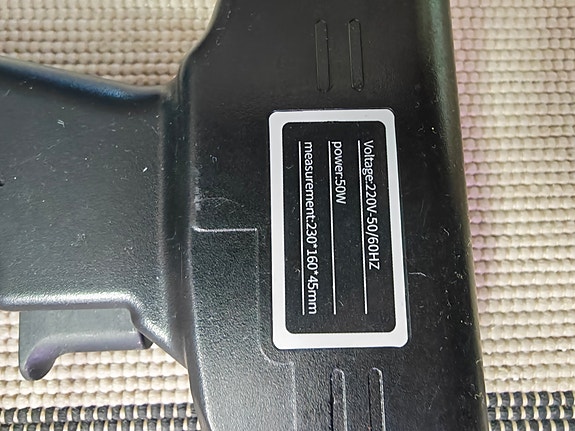 Voltage:220V-50/60HZ
power:50W
measurement:230*160*45mm